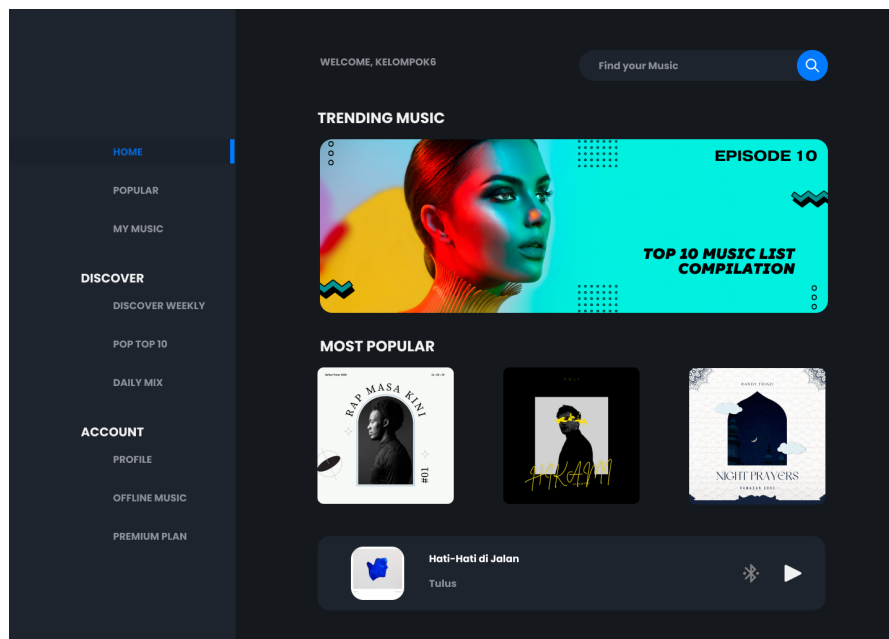 WELCOME, KELOMPOK6
Find your Music
HOME
POPULAR
MY MUSIC
DISCOVER
DISCOVER WEEKLY
POP TOP 10
DAILY MIX
ACCOUNT
PROFILE
OFFLINE MUSIC
PREMIUM PLAN
TRENDING MUSIC
EPISODE 10
TOP 10 MUSIC LIST
COMPILATION
MOST POPULAR
RAP MASA KINI
#01
HIKAMI
NIGHT PRAYERS
Hati-Hati di Jalan
Tulus